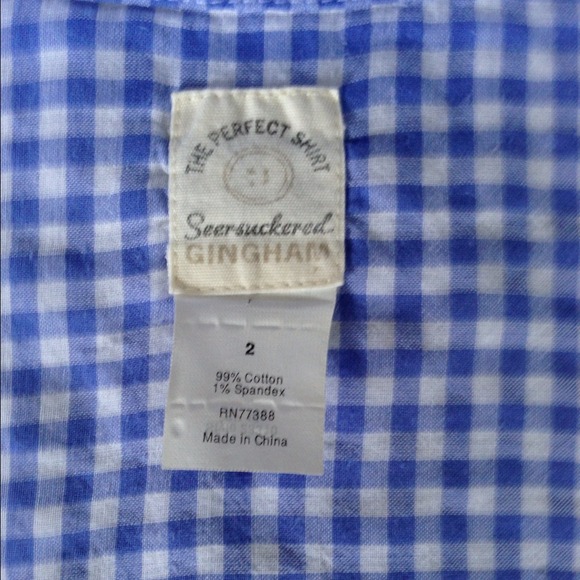 THE PERFECT SHIRT
Seersuckered
GINGHAM
2
99% Cotton
1% Spandex
RN77388
Made in China